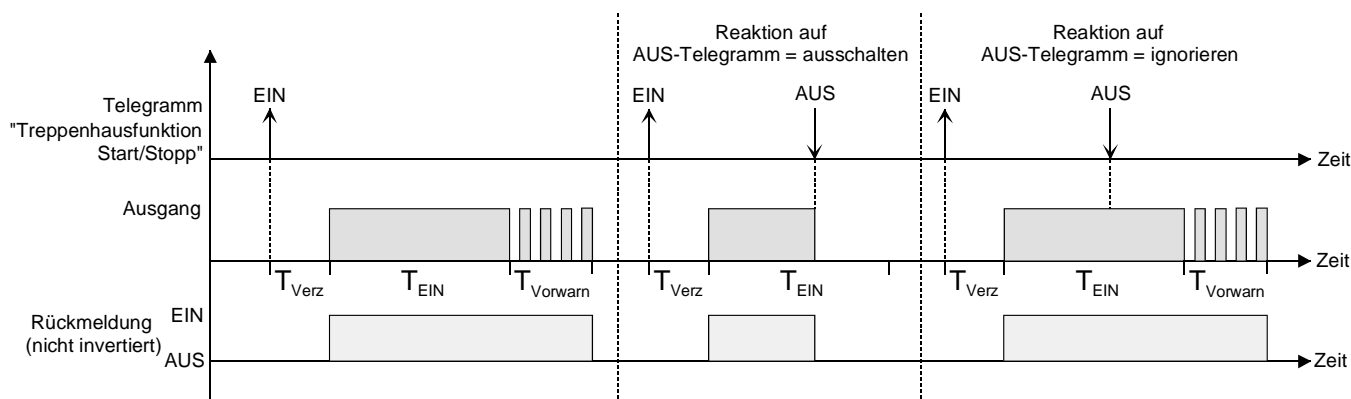 Reaktion auf
AUS-Telegramm = ausschalten
Reaktion auf
AUS-Telegramm = ignorieren
Telegramm
"Treppenhausfunktion
Start/Stopp"
EIN
EIN
AUS
EIN
AUS
Zeit
Ausgang
Zeit
TVerz
TEIN
TVorwarn
TVerz
TEIN
TVerz
TEIN
TVorwarn
Rückmeldung
(nicht invertiert)
EIN
AUS
Zeit